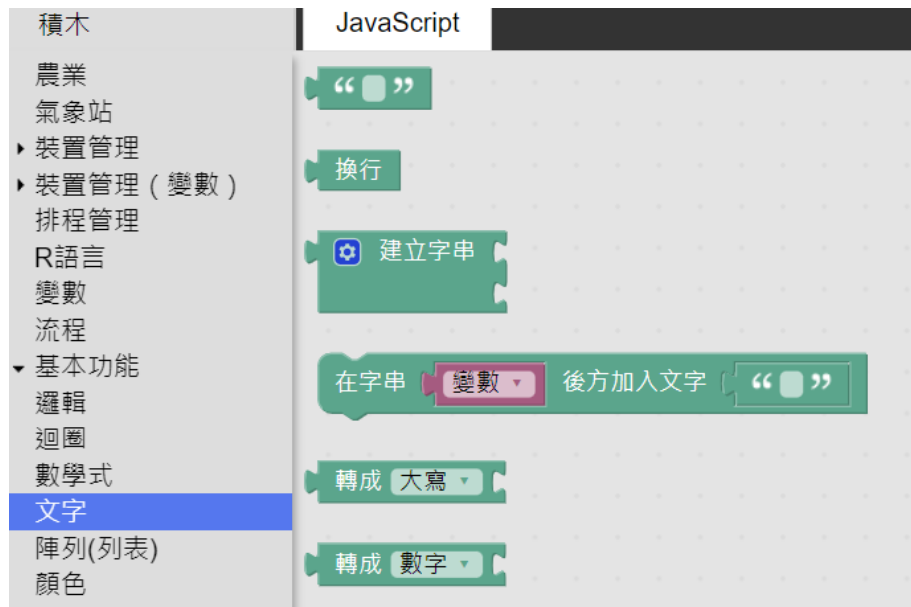 積木
JavaScript
農業
氣象站
裝置管理
裝置管理（變數）
排程管理
R語言
變數
流程
基本功能
邏輯
迴圈
數學式
文字
陣列(列表)
顏色
“ ”
換行
建立字串
在字串 變數 後方加入文字 “ ”
轉成 大寫
轉成 數字